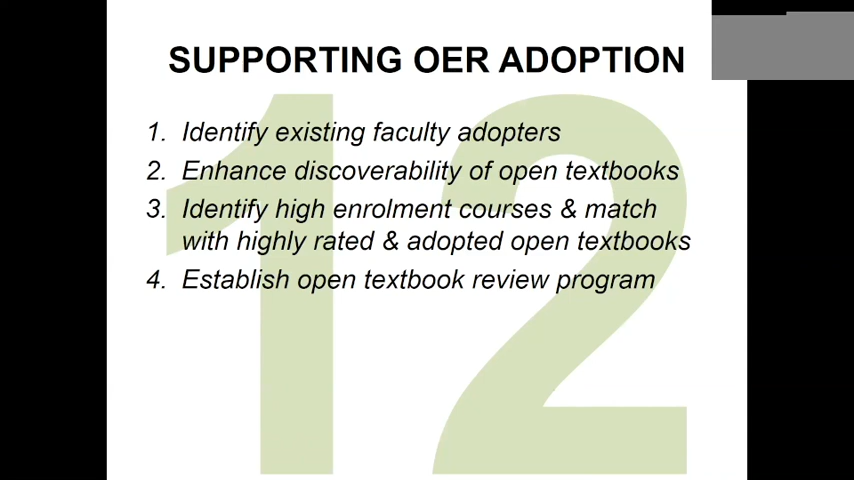 SUPPORTING OER ADOPTION
12
1. Identify existing faculty adopters
2. Enhance discoverability of open textbooks
3. Identify high enrolment courses & match
with highly rated & adopted open textbooks
4. Establish open textbook review program